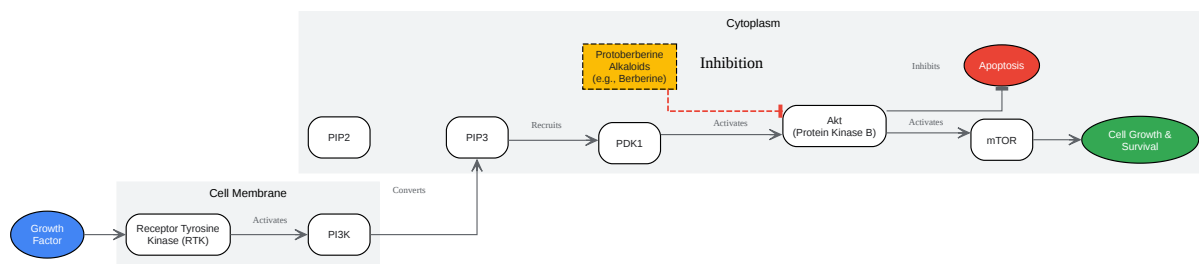 Cytoplasm
Protoberberine
Alkaloids
(e.g., Berberine)
Inhibition
Inhibits
Apoptosis
PIP2
PIP3
Recruits
PDK1
Activates
Akt
(Protein Kinase B)
Activates
mTOR
Cell Growth &
Survival
Cell Membrane
Converts
Growth
Factor
Receptor Tyrosine
Kinase (RTK)
Activates
PI3K